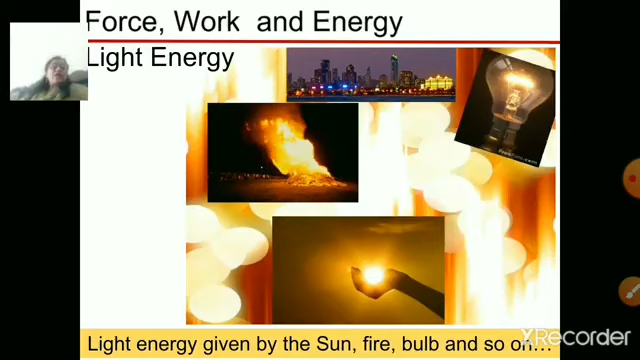 Force, Work and Energy
Light Energy
Light energy given by the Sun, fire, bulb and so on...
XRecorder